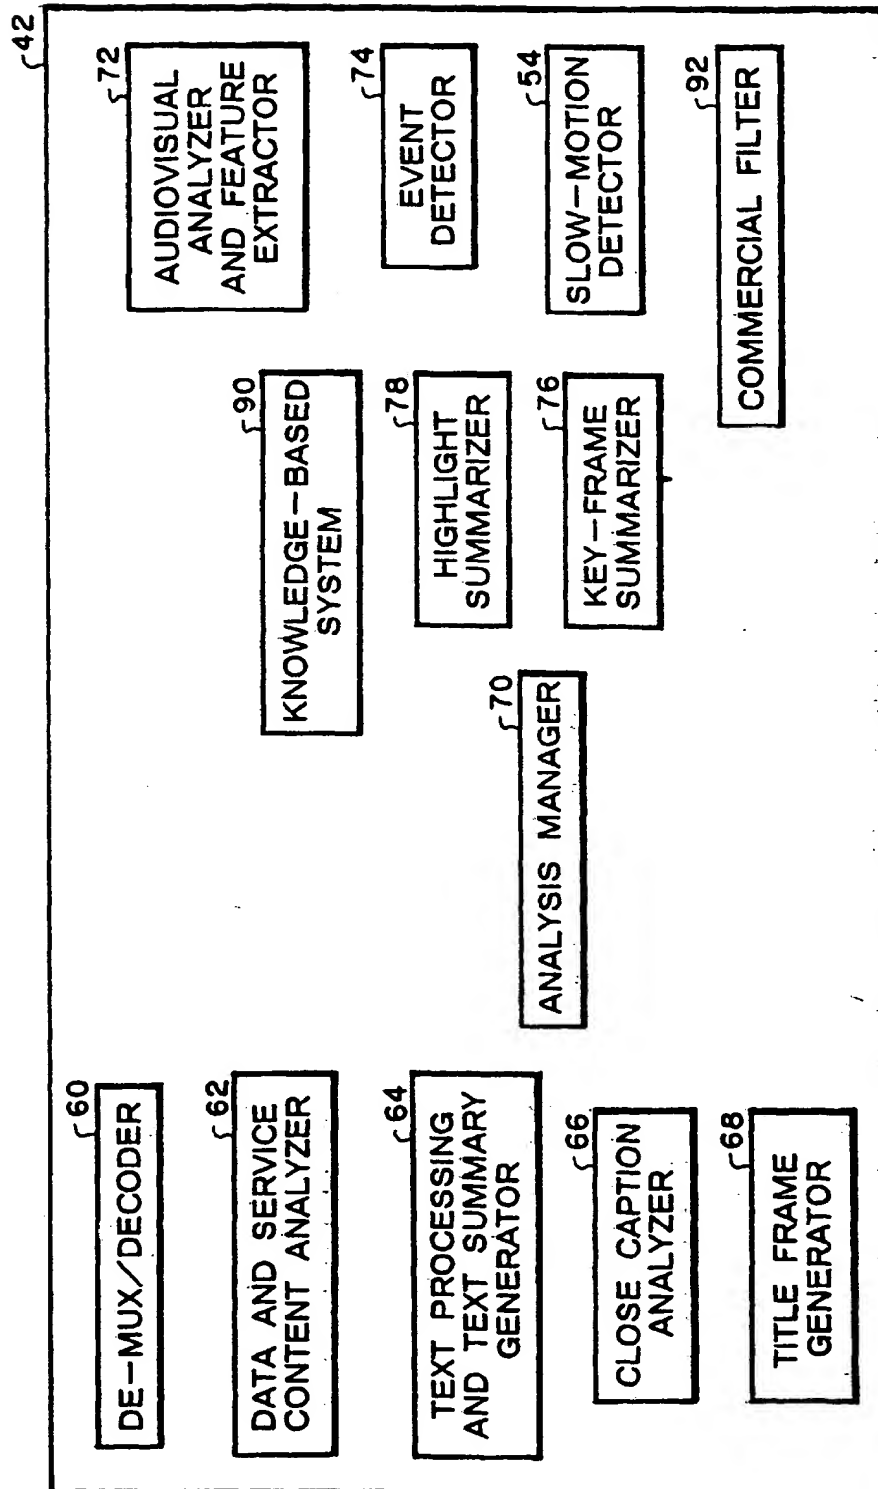 42
60
DE-MUX/DECODER
62
DATA AND SERVICE
CONTENT ANALYZER
64
TEXT PROCESSING
AND TEXT SUMMARY
GENERATOR
66
CLOSE CAPTION
ANALYZER
68
TITLE FRAME
GENERATOR
70
ANALYSIS MANAGER
90
KNOWLEDGE-BASED
SYSTEM
78
HIGHLIGHT
SUMMARIZER
76
KEY-FRAME
SUMMARIZER
72
AUDIOVISUAL
ANALYZER
AND FEATURE
EXTRACTOR
74
EVENT
DETECTOR
54
SLOW-MOTION
DETECTOR
92
COMMERCIAL FILTER